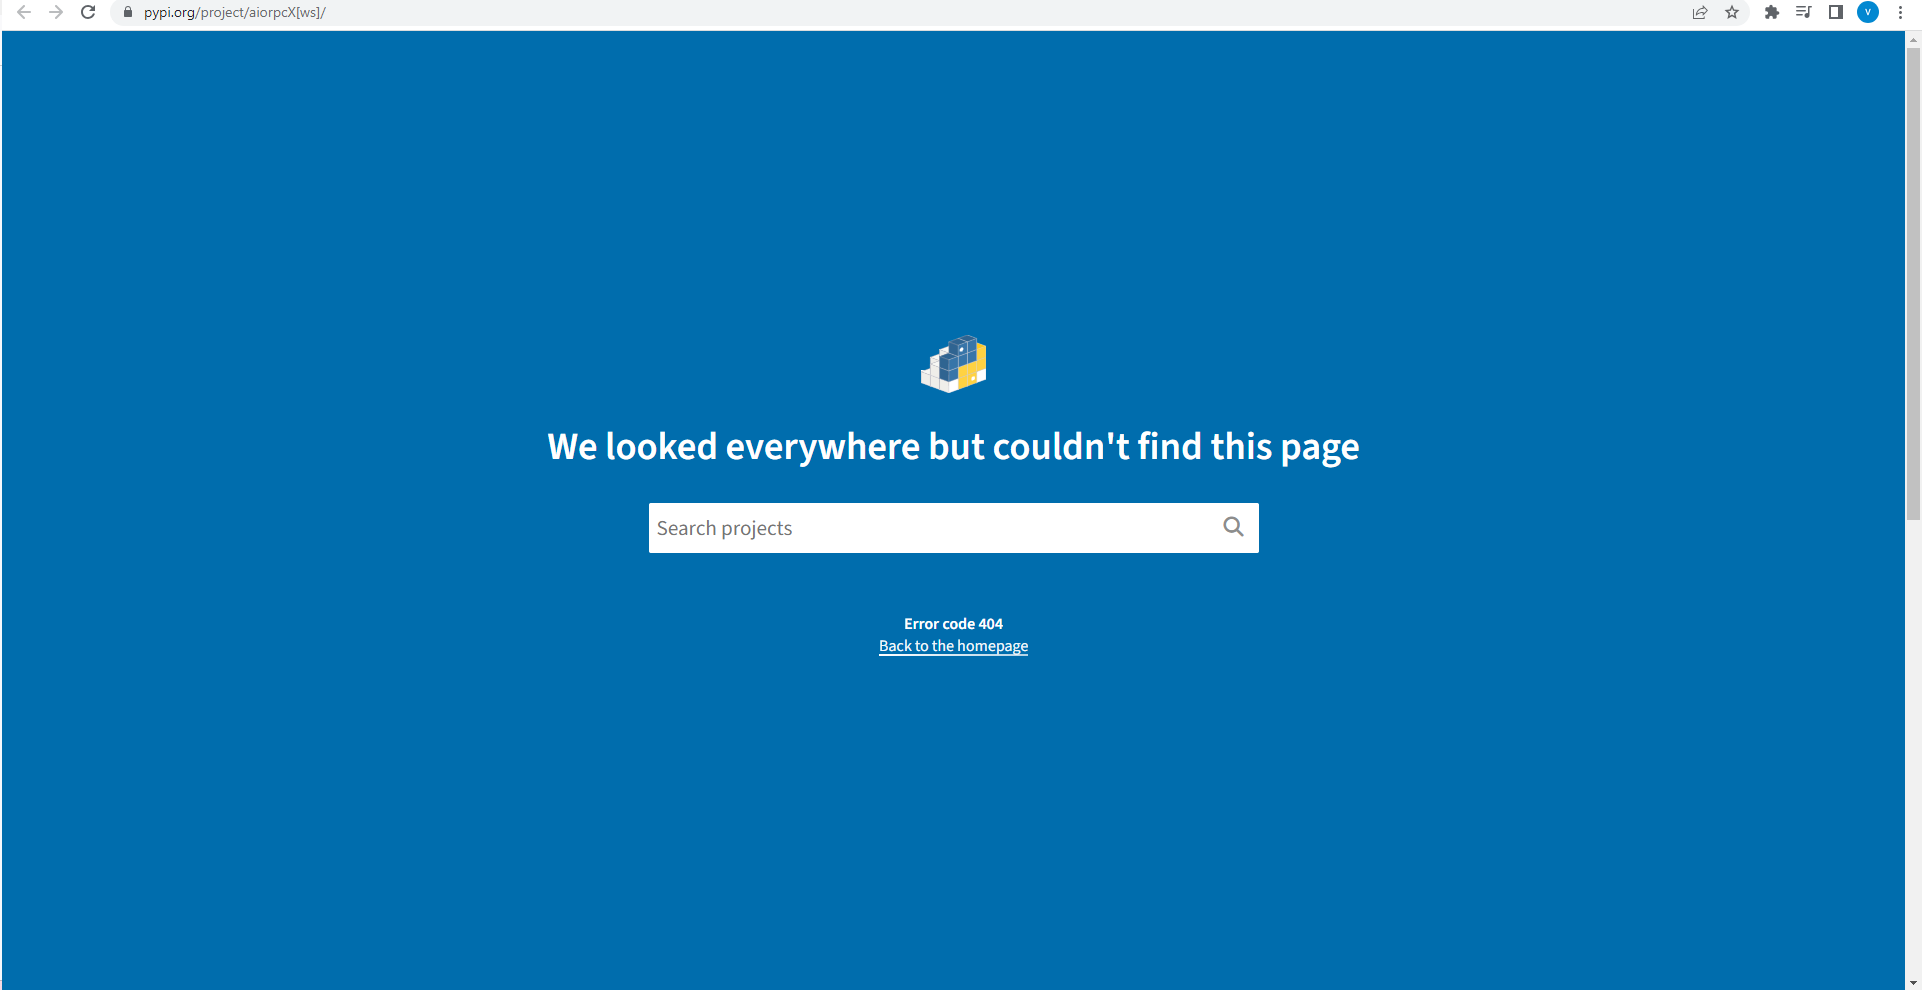 pypi.org/project/aiorpcX[ws]/
V
We looked everywhere but couldn't find this page
Search projects
Error code 404
Back to the homepage